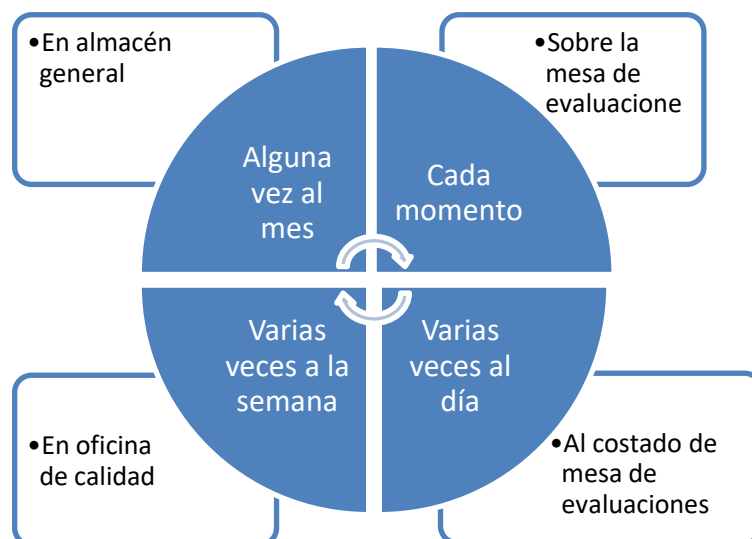 •En almacén
general
•Sobre la
mesa de
evaluacione
Alguna
vez al
mes
Cada
momento
Varias
veces a la
semana
Varias
veces al
día
•En oficina
de calidad
•Al costado de
mesa de
evaluaciones